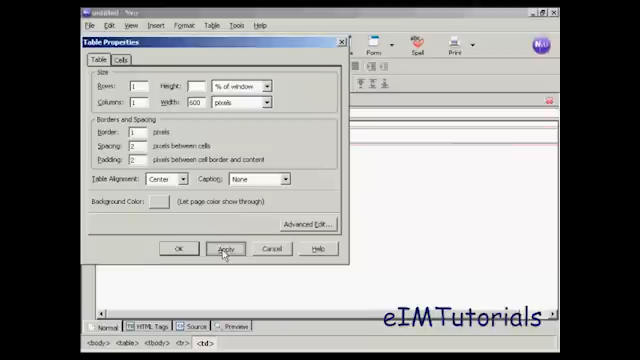 untitled - Nvu
File Edit View Insert Format Table Tools Help
Form Spell Print
Table Properties
Table Cells
Size
Rows: 1 Height: % of window
Columns: 1 Width: 600 pixels
Borders and Spacing
Border: 1 pixels
Spacing: 2 pixels between cells
Padding: 2 pixels between cell border and content
Table Alignment: Center Caption: None
Background Color: (Let page color show through)
Advanced Edit...
OK Apply Cancel Help
eIMTutorials
Normal HTML Tags Source Preview
<body> <table> <tbody> <tr> <td>